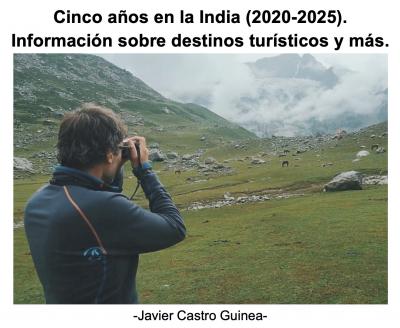 Cinco años en la India (2020-2025).
Información sobre destinos turísticos y más.
-Javier Castro Guinea-